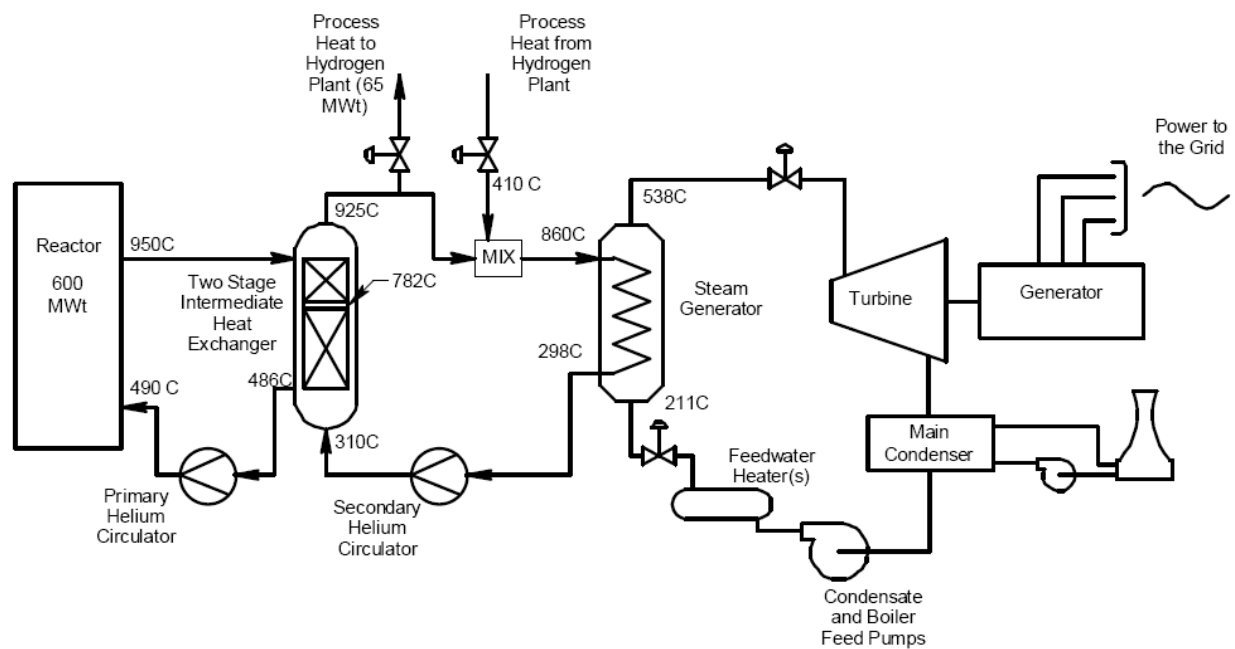 Process
Heat to
Hydrogen
Plant (65
MWt)
Process
Heat from
Hydrogen
Plant
Power to
the Grid
410 C
925C
538C
Reactor
600
MWt
950C
860C
MIX
Two Stage
Intermediate
Heat
Exchanger
782C
Steam
Generator
Turbine
Generator
298C
490 C
486C
211C
310C
Main
Condenser
Feedwater
Heater(s)
Primary
Helium
Circulator
Secondary
Helium
Circulator
Condensate
and Boiler
Feed Pumps